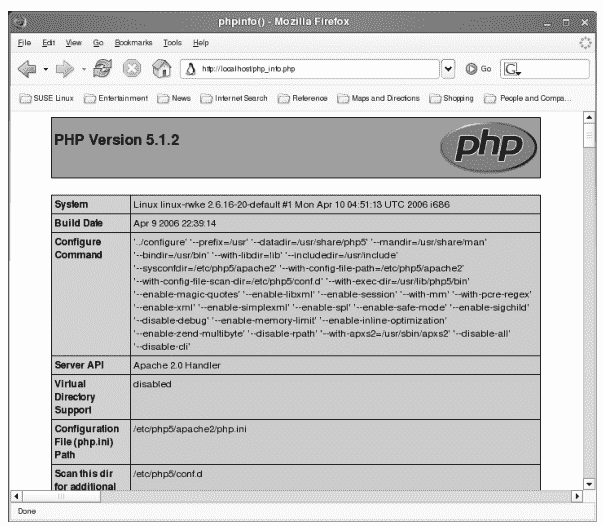 phpinfo() - Mozilla Firefox
File Edit View Go Bookmarks Tools Help
http://localhost/php_info.php Go G
SUSE Linux Entertainment News Internet Search Reference Maps and Directions Shopping People and Compa...
PHP Version 5.1.2
php
System Linux linux-rwke 2.6.16-20-default #1 Mon Apr 10 04:51:13 UTC 2006 i686
Build Date Apr 9 2006 22:39:14
Configure Command
'../configure' '--prefix=/usr' '--datadir=/usr/share/php5' '--mandir=/usr/share/man'
'--bindir=/usr/bin' '--with-libdir=lib' '--includedir=/usr/include'
'--sysconfdir=/etc/php5/apache2' '--with-config-file-path=/etc/php5/apache2'
'--with-config-file-scan-dir=/etc/php5/conf.d' '--with-exec-dir=/usr/lib/php5/bin'
'--enable-magic-quotes' '--enable-libxml' '--enable-session' '--with-mm' '--with-pcre-regex'
'--enable-xml' '--enable-simplexml' '--enable-spl' '--enable-safe-mode' '--enable-sigchild'
'--disable-debug' '--enable-memory-limit' '--enable-inline-optimization'
'--enable-zend-multibyte' '--disable-rpath' '--with-apxs2=/usr/sbin/apxs2' '--disable-all'
'--disable-cli'
Server API Apache 2.0 Handler
Virtual Directory Support disabled
Configuration File (php.ini) Path /etc/php5/apache2/php.ini
Scan this dir for additional /etc/php5/conf.d
Done